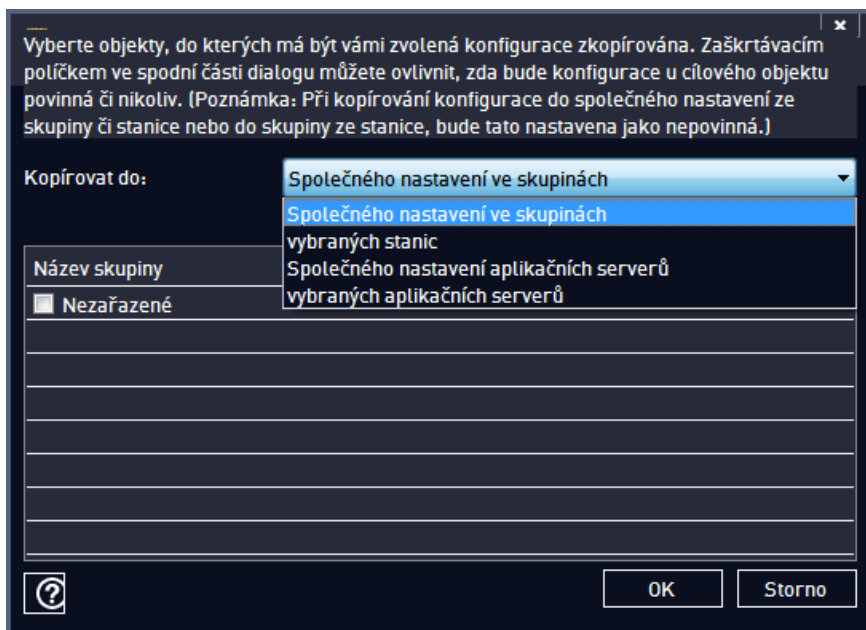 Vyberte objekty, do kterých má být vámi zvolená konfigurace zkopírována. Zaškrtávacím
políčkem ve spodní části dialogu můžete ovlivnit, zda bude konfigurace u cílového objektu
povinná či nikoliv. (Poznámka: Při kopírování konfigurace do společného nastavení ze
skupiny či stanice nebo do skupiny ze stanice, bude tato nastavena jako nepovinná.)
Kopírovat do:
Společného nastavení ve skupinách
Společného nastavení ve skupinách
vybraných stanic
Společného nastavení aplikačních serverů
vybraných aplikačních serverů
Název skupiny
Nezařazené
OK
Storno